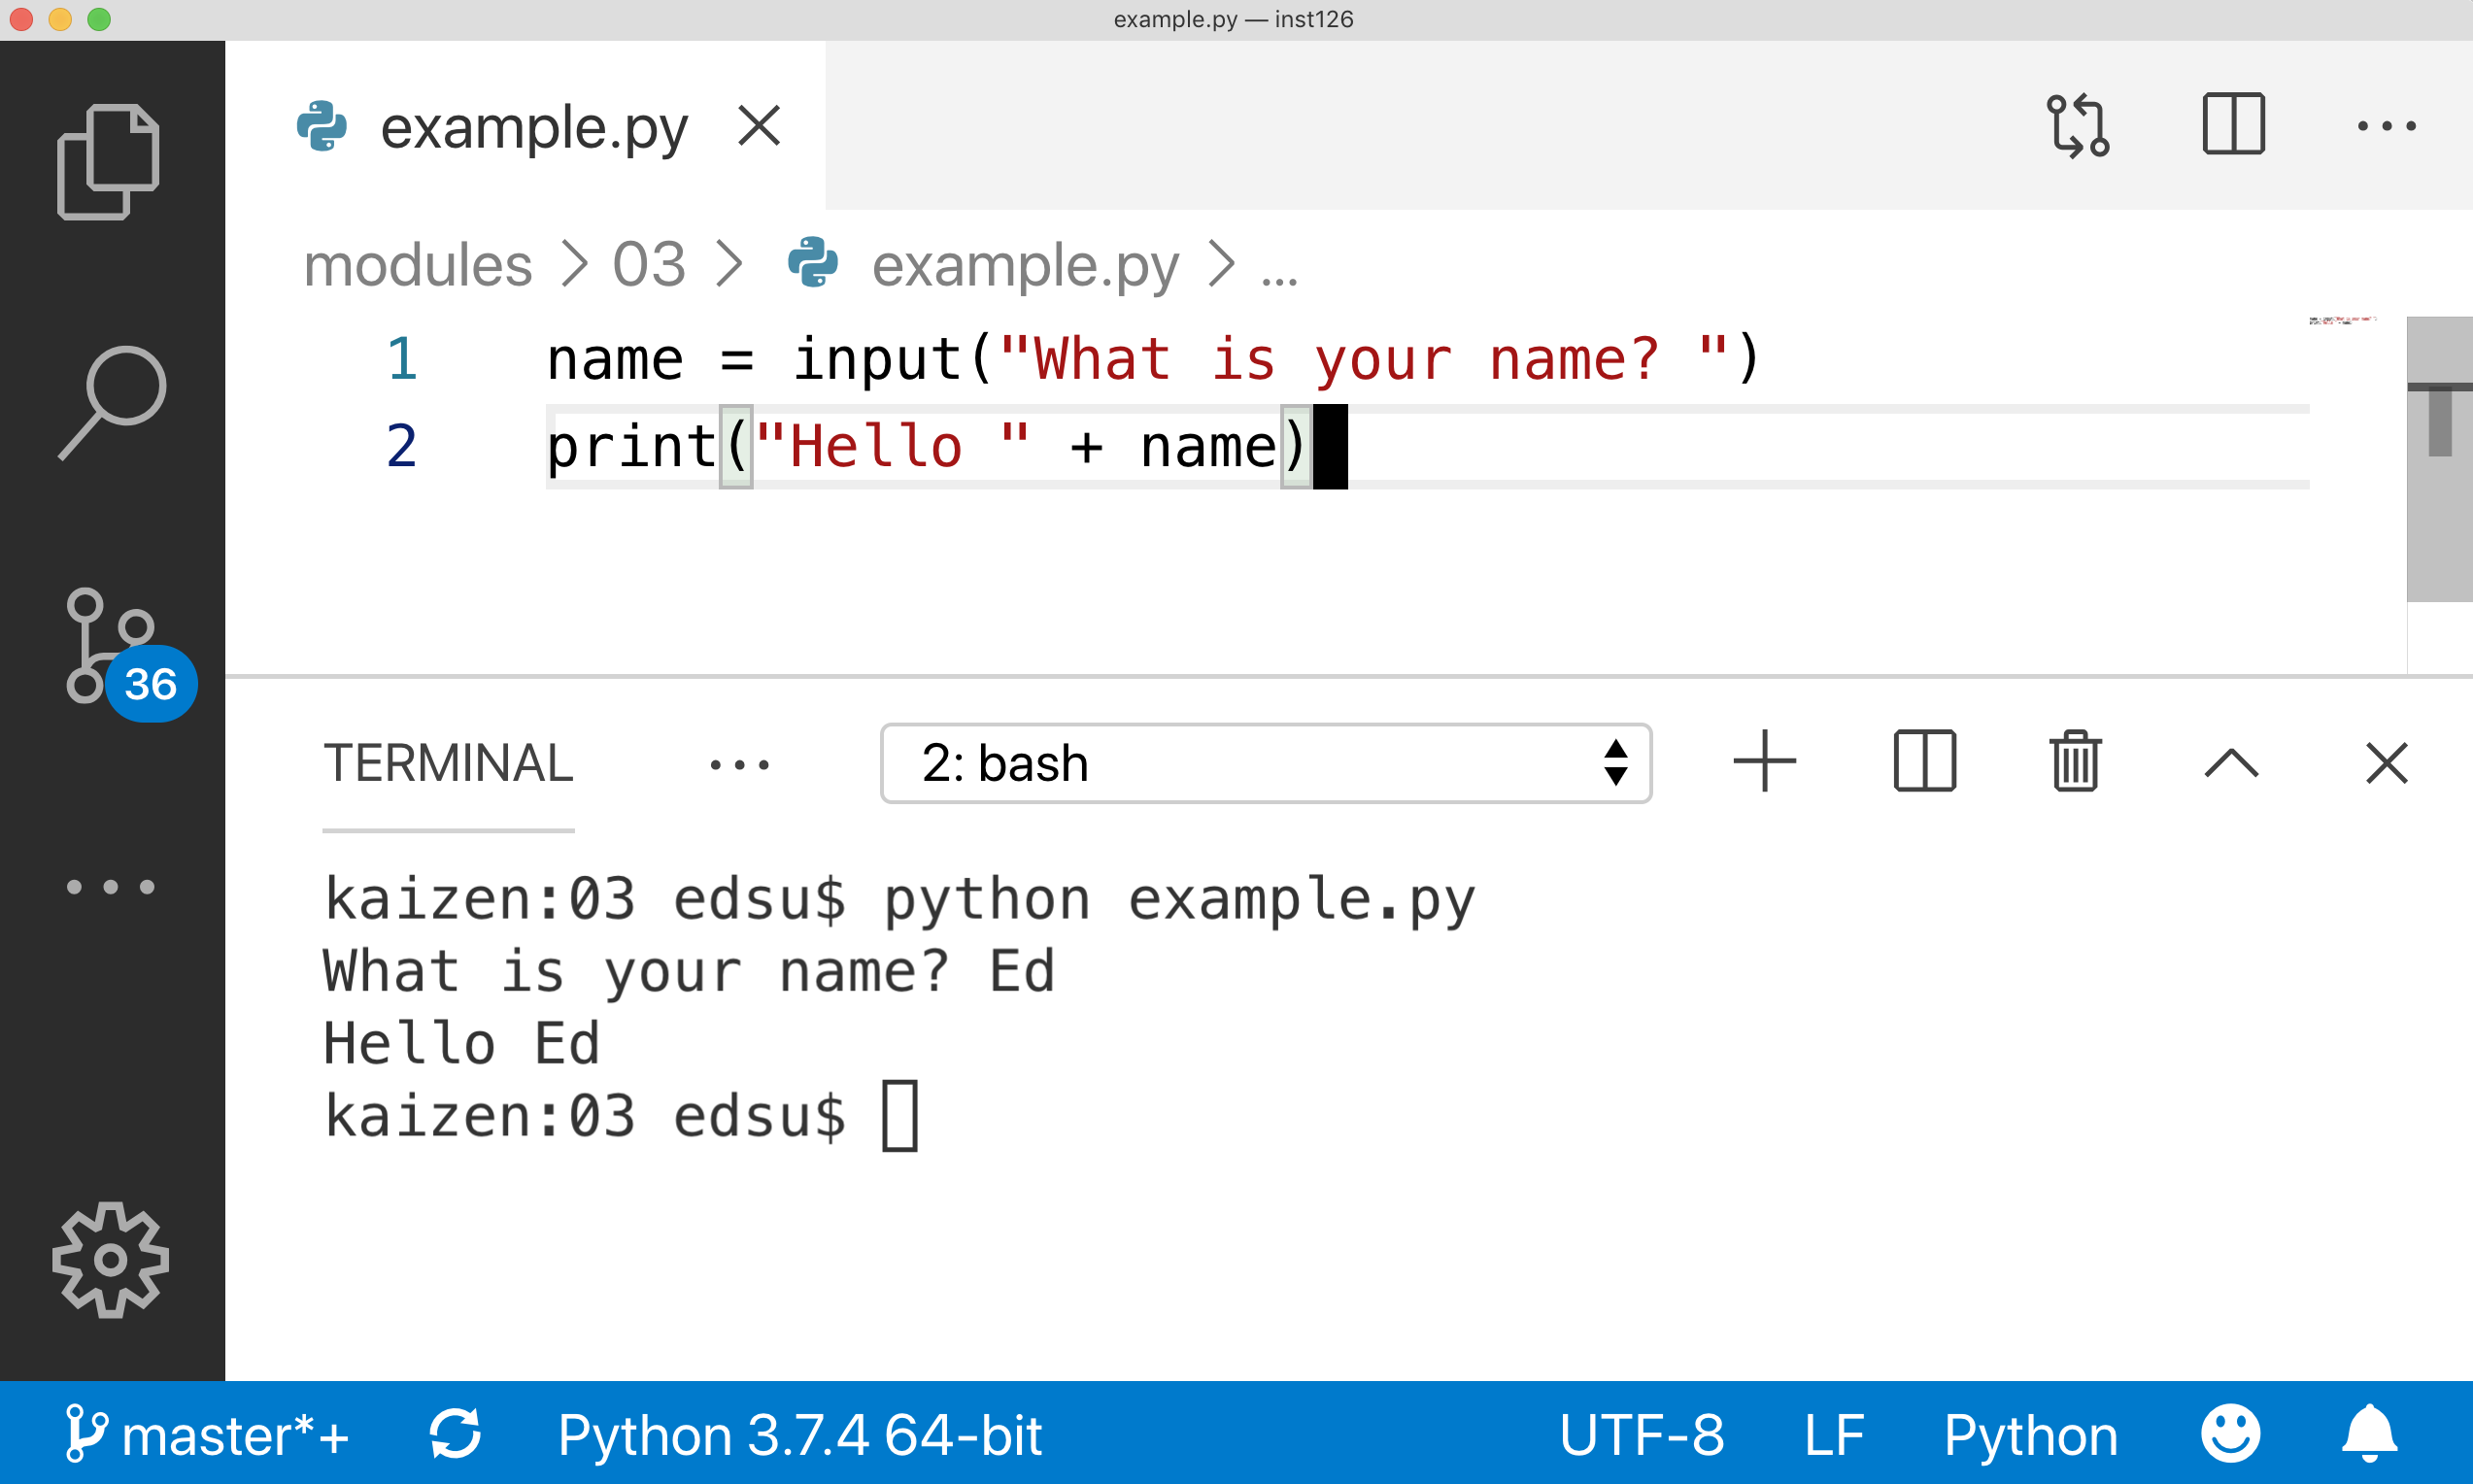 example.py — inst126
example.py
modules > 03 > example.py > ...
1 name = input("What is your name? ")
2 print("Hello " + name)
36
TERMINAL ... 2: bash
kaizen:03 edsu$ python example.py
What is your name? Ed
Hello Ed
kaizen:03 edsu$
master*+ Python 3.7.4 64-bit UTF-8 LF Python